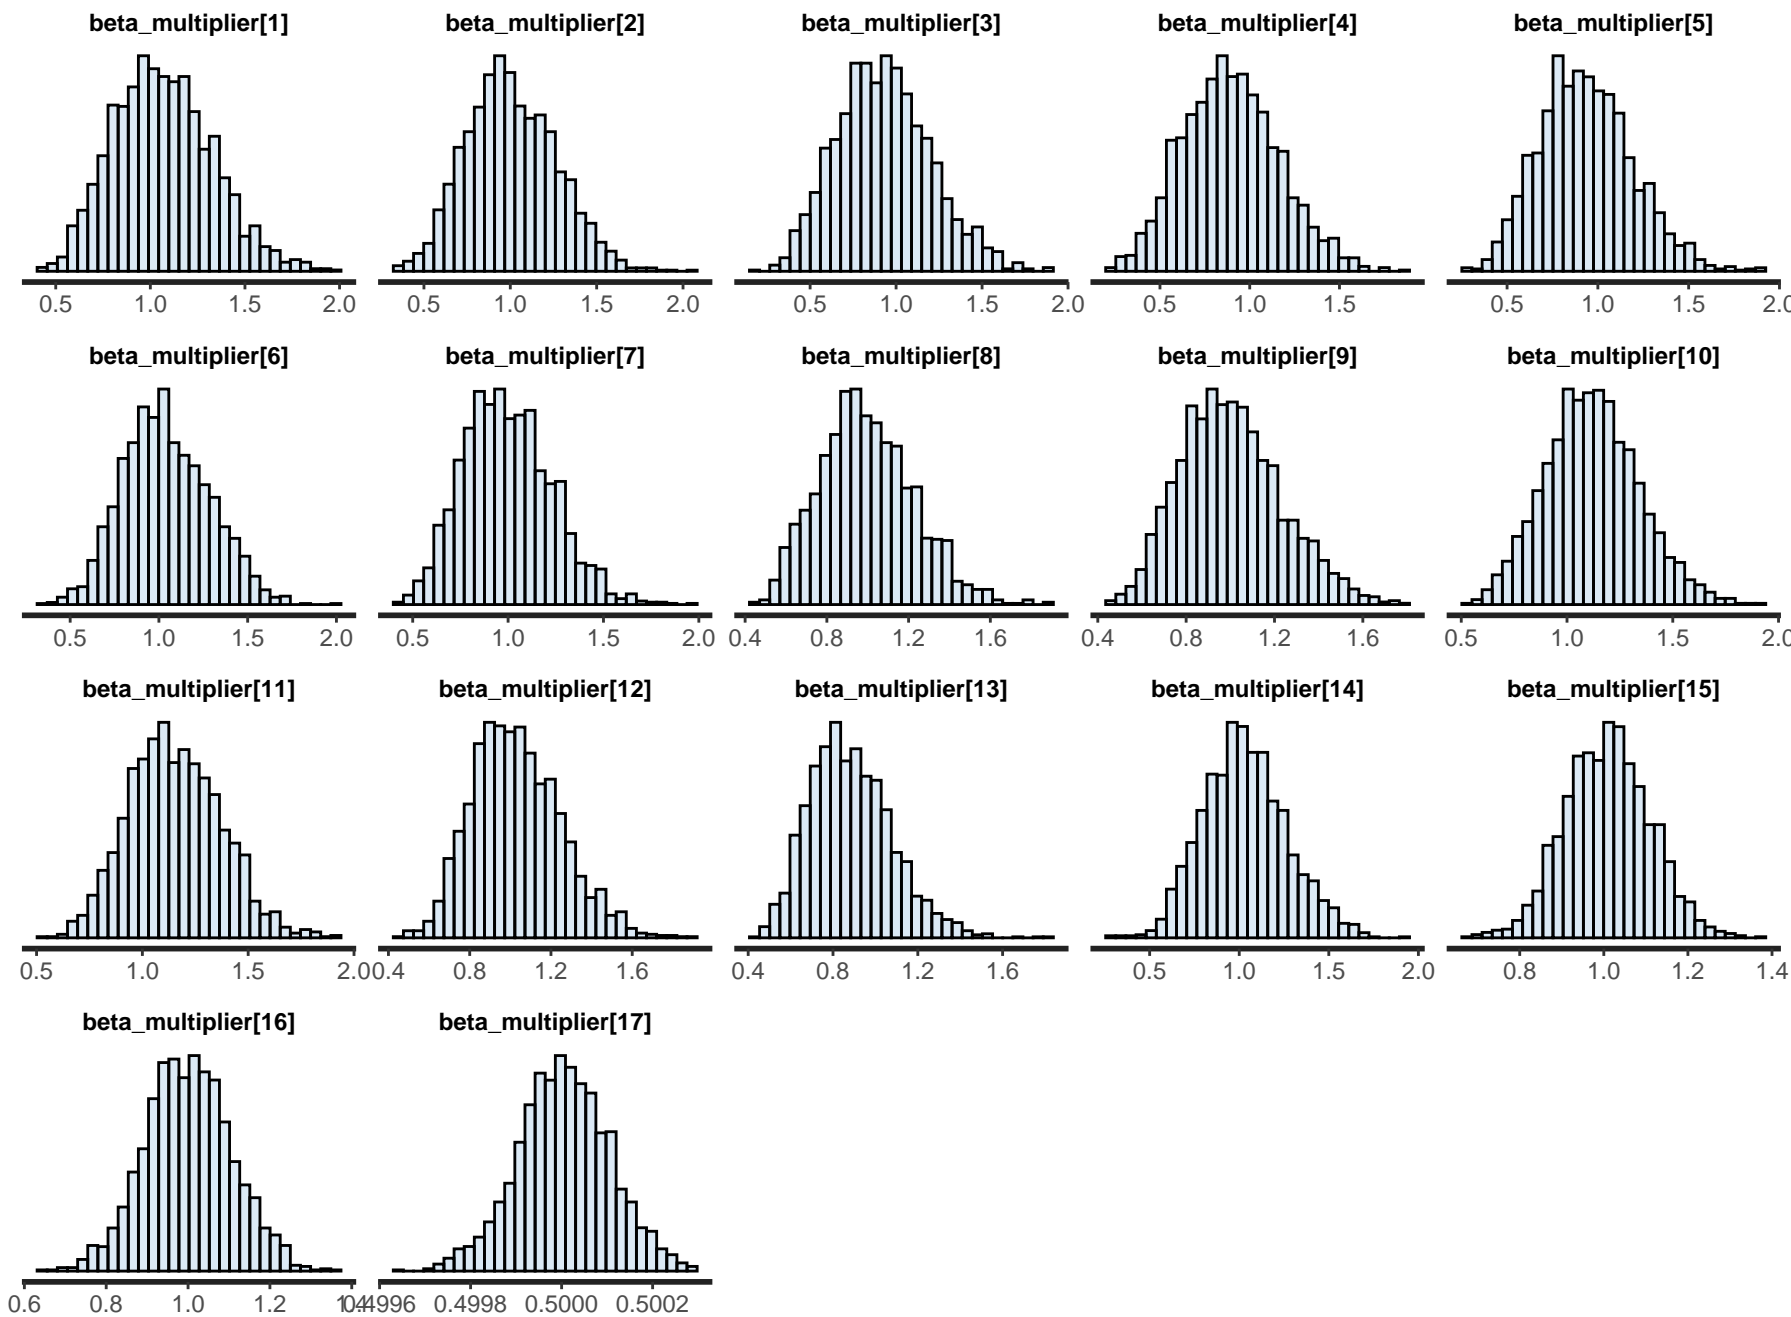 beta_multiplier[1] beta_multiplier[2] beta_multiplier[3] beta_multiplier[4] beta_multiplier[5]
0.5 1.0 1.5 2.0 0.5 1.0 1.5 2.0 0.5 1.0 1.5 2.0 0.5 1.0 1.5 0.5 1.0 1.5 2.0
beta_multiplier[6] beta_multiplier[7] beta_multiplier[8] beta_multiplier[9] beta_multiplier[10]
0.5 1.0 1.5 2.0 0.5 1.0 1.5 2.0 0.4 0.8 1.2 1.6 0.4 0.8 1.2 1.6 0.5 1.0 1.5 2.0
beta_multiplier[11] beta_multiplier[12] beta_multiplier[13] beta_multiplier[14] beta_multiplier[15]
0.5 1.0 1.5 2.0 0.4 0.8 1.2 1.6 0.4 0.8 1.2 1.6 0.5 1.0 1.5 2.0 0.8 1.0 1.2 1.4
beta_multiplier[16] beta_multiplier[17]
0.6 0.8 1.0 1.2 1.4 0.4996 0.4998 0.5000 0.5002